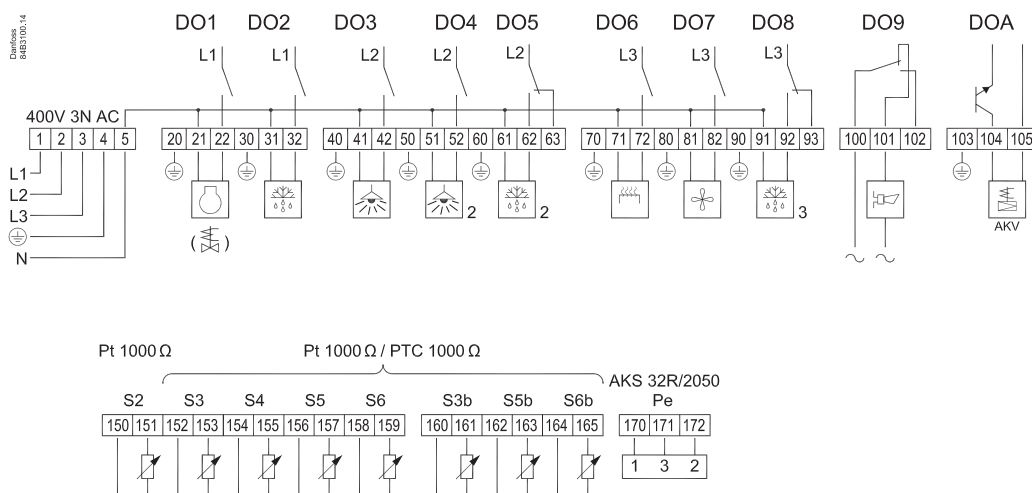 Danfoss
84B3100.14
DO1 DO2 DO3 DO4 DO5 DO6 DO7 DO8 DO9 DOA
L1 L1 L2 L2 L2 L3 L3 L3
400V 3N AC
1 2 3 4 5 20 21 22 30 31 32 40 41 42 50 51 52 60 61 62 63 70 71 72 80 81 82 90 91 92 93 100 101 102 103 104 105
L1
L2
L3
N
( )
2 2 3
AKV
Pt 1000 Ω Pt 1000 Ω / PTC 1000 Ω
AKS 32R/2050
S2 S3 S4 S5 S6 S3b S5b S6b Pe
150 151 152 153 154 155 156 157 158 159 160 161 162 163 164 165 170 171 172
1 3 2